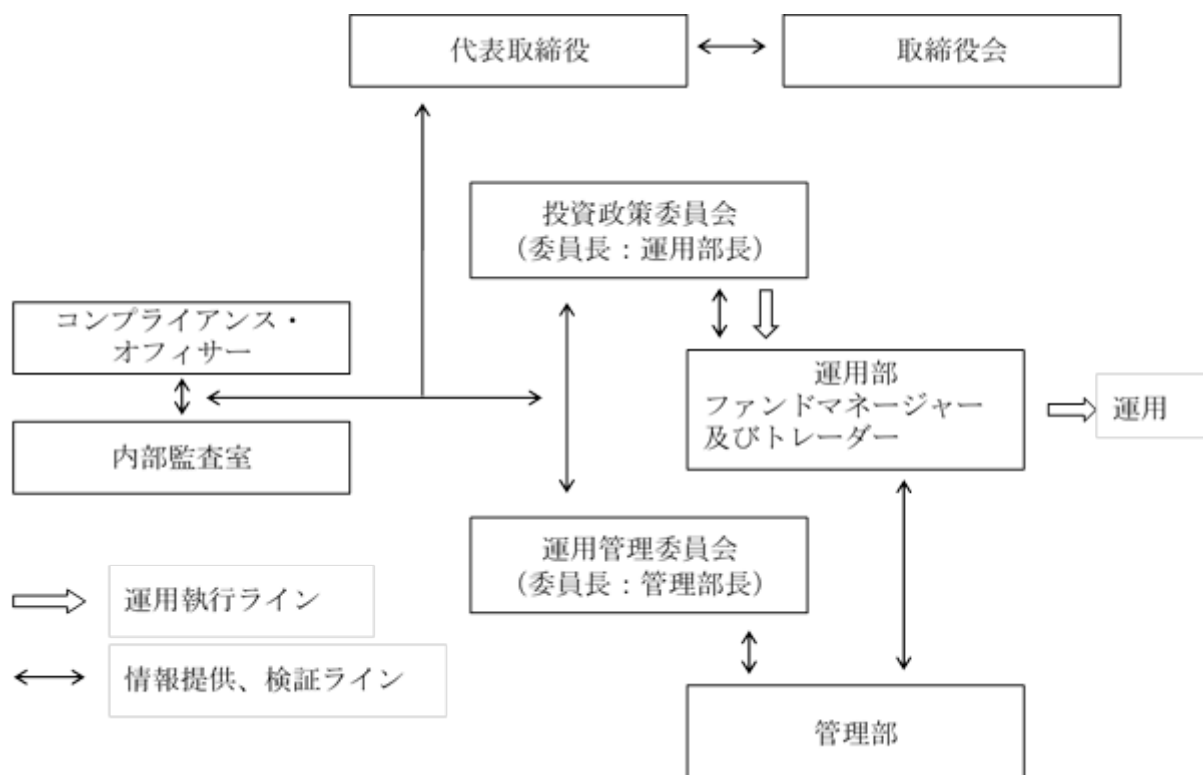 代表取締役
取締役会
投資政策委員会
（委員長：運用部長）
コンプライアンス・
オフィサー
運用部
ファンドマネージャー
及びトレーダー
運用
内部監査室
運用管理委員会
（委員長：管理部長）
運用執行ライン
情報提供、検証ライン
管理部